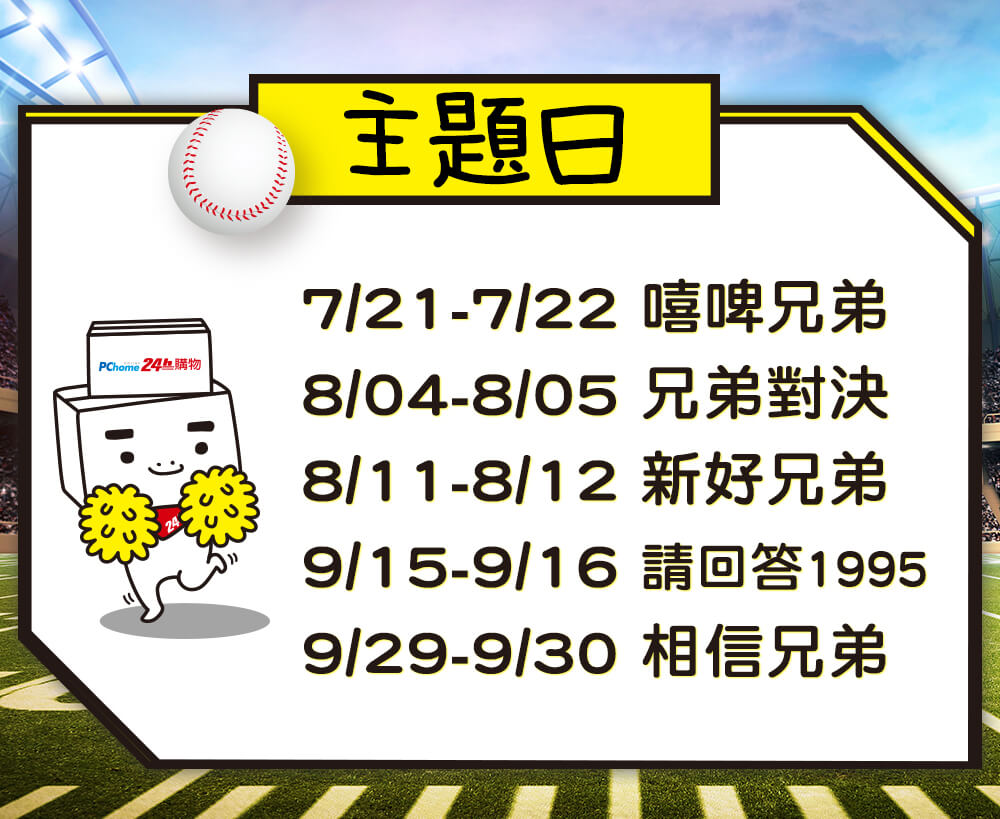 主題日
7/21-7/22 嘻啤兄弟
8/04-8/05 兄弟對決
8/11-8/12 新好兄弟
9/15-9/16 請回答1995
9/29-9/30 相信兄弟
PChome 24h購物
24